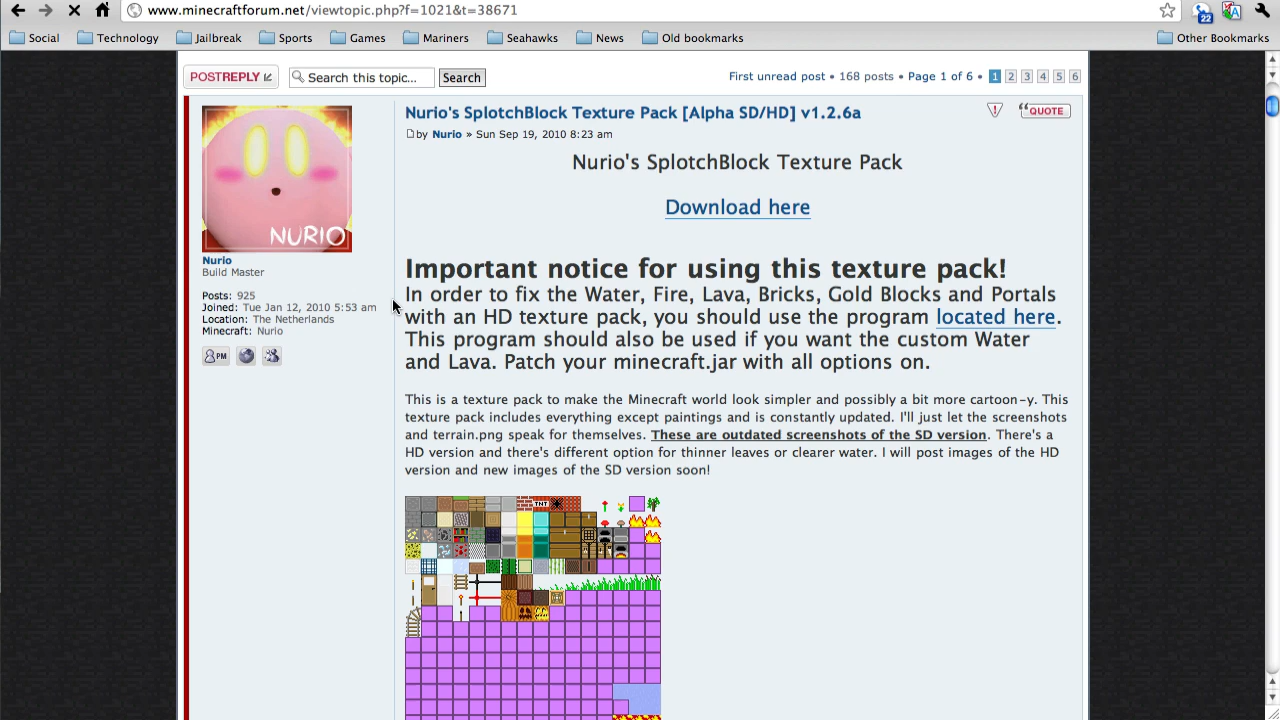 www.minecraftforum.net/viewtopic.php?f=1021&t=38671
22
Social Technology Jailbreak Sports Games Mariners Seahawks News Old bookmarks Other Bookmarks
POSTREPLY Search this topic... Search First unread post • 168 posts • Page 1 of 6 • 1 2 3 4 5 6
Nurio's SplotchBlock Texture Pack [Alpha SD/HD] v1.2.6a
QUOTE
by Nurio » Sun Sep 19, 2010 8:23 am
Nurio's SplotchBlock Texture Pack
Download here
NURIO
Nurio
Build Master
Posts: 925
Joined: Tue Jan 12, 2010 5:53 am
Location: The Netherlands
Minecraft: Nurio
PM
Important notice for using this texture pack!
In order to fix the Water, Fire, Lava, Bricks, Gold Blocks and Portals
with an HD texture pack, you should use the program located here.
This program should also be used if you want the custom Water
and Lava. Patch your minecraft.jar with all options on.
This is a texture pack to make the Minecraft world look simpler and possibly a bit more cartoon-y. This
texture pack includes everything except paintings and is constantly updated. I'll just let the screenshots
and terrain.png speak for themselves. These are outdated screenshots of the SD version. There's a
HD version and there's different option for thinner leaves or clearer water. I will post images of the HD
version and new images of the SD version soon!
TNT